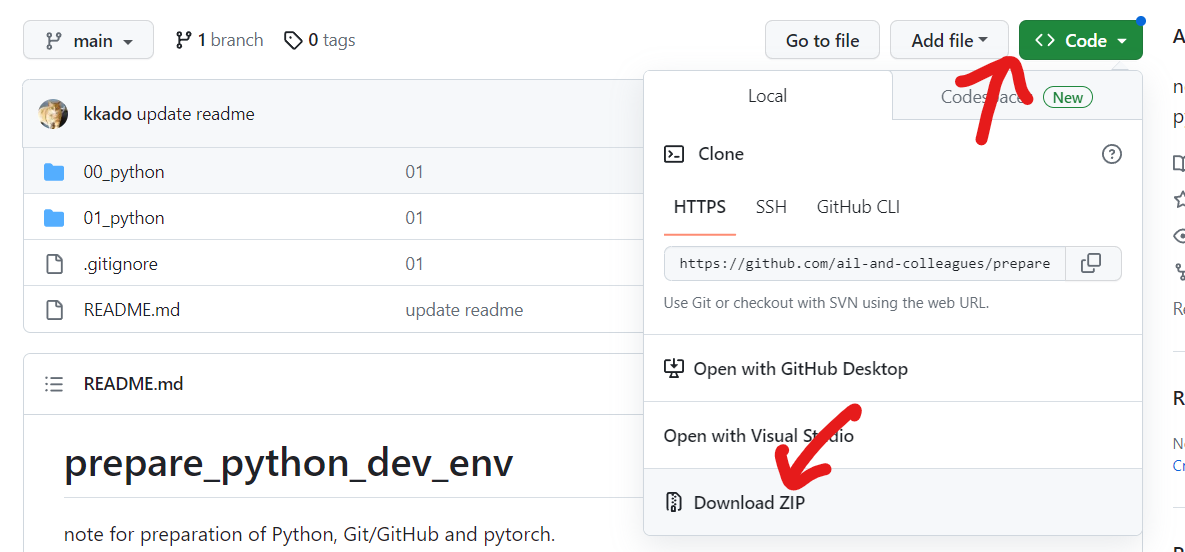 main
1 branch
0 tags
Go to file
Add file
<> Code
kkado update readme
00_python 01
01_python 01
.gitignore 01
README.md update readme
README.md
prepare_python_dev_env
note for preparation of Python, Git/GitHub and pytorch.
Local
New
Clone
HTTPS SSH GitHub CLI
https://github.com/ail-and-colleagues/prepare
Use Git or checkout with SVN using the web URL.
Open with GitHub Desktop
Open with Visual Studio
Download ZIP